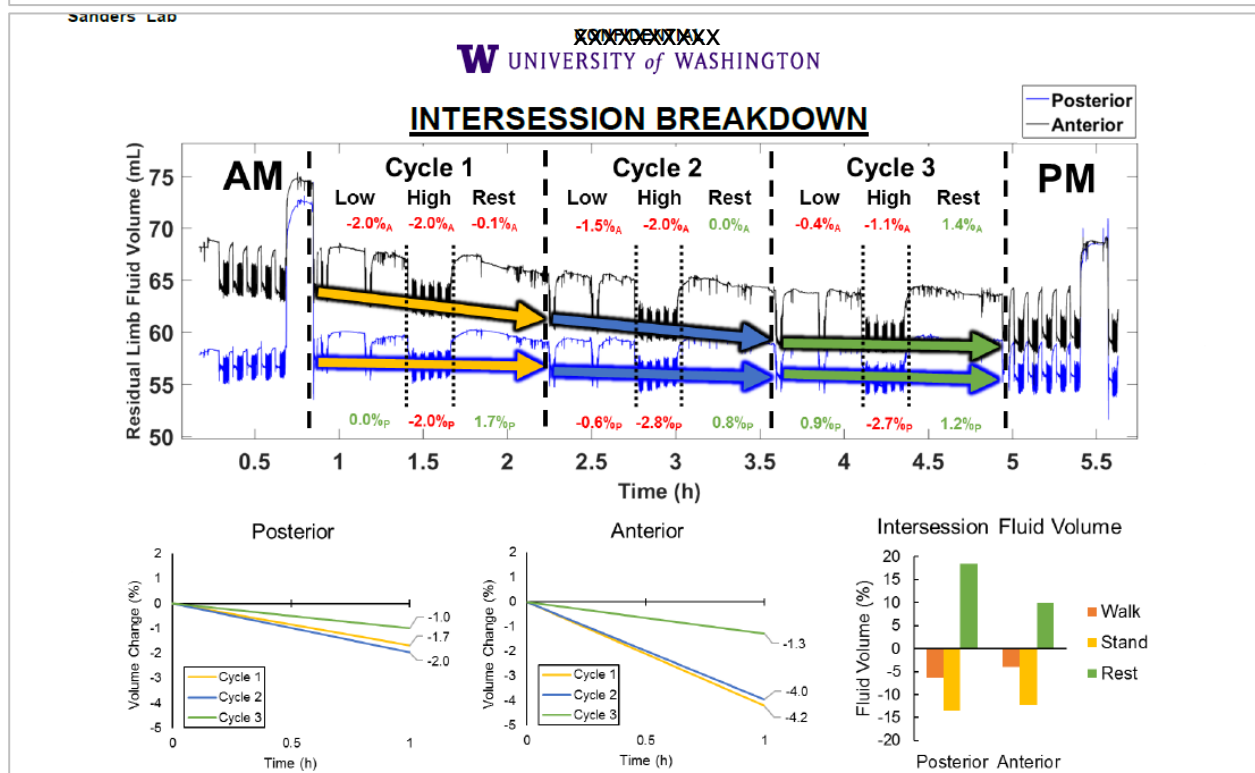 Sanders Lab
CONFIDENTIAL
XXXXXXXXXXX
W UNIVERSITY of WASHINGTON
INTERSESSION BREAKDOWN
Posterior
Anterior
Residual Limb Fluid Volume (mL)
75
70
65
60
55
50
AM
Cycle 1
Low High Rest
-2.0%A -2.0%A -0.1%A
Cycle 2
Low High Rest
-1.5%A -2.0%A 0.0%A
Cycle 3
Low High Rest
-0.4%A -1.1%A 1.4%A
PM
0.0%P -2.0%P 1.7%P
-0.6%P -2.8%P 0.8%P
0.9%P -2.7%P 1.2%P
0.5 1 1.5 2 2.5 3 3.5 4 4.5 5 5.5
Time (h)
Posterior
Volume Change (%)
2
1
0
-1
-2
-3
-4
-5
-1.0
-1.7
-2.0
Cycle 1
Cycle 2
Cycle 3
0 0.5 1
Time (h)
Anterior
Volume Change (%)
2
1
0
-1
-2
-3
-4
-5
-1.3
-4.0
-4.2
Cycle 1
Cycle 2
Cycle 3
0 0.5 1
Time (h)
Intersession Fluid Volume
Fluid Volume (%)
20
15
10
5
0
-5
-10
-15
-20
Walk
Stand
Rest
Posterior Anterior